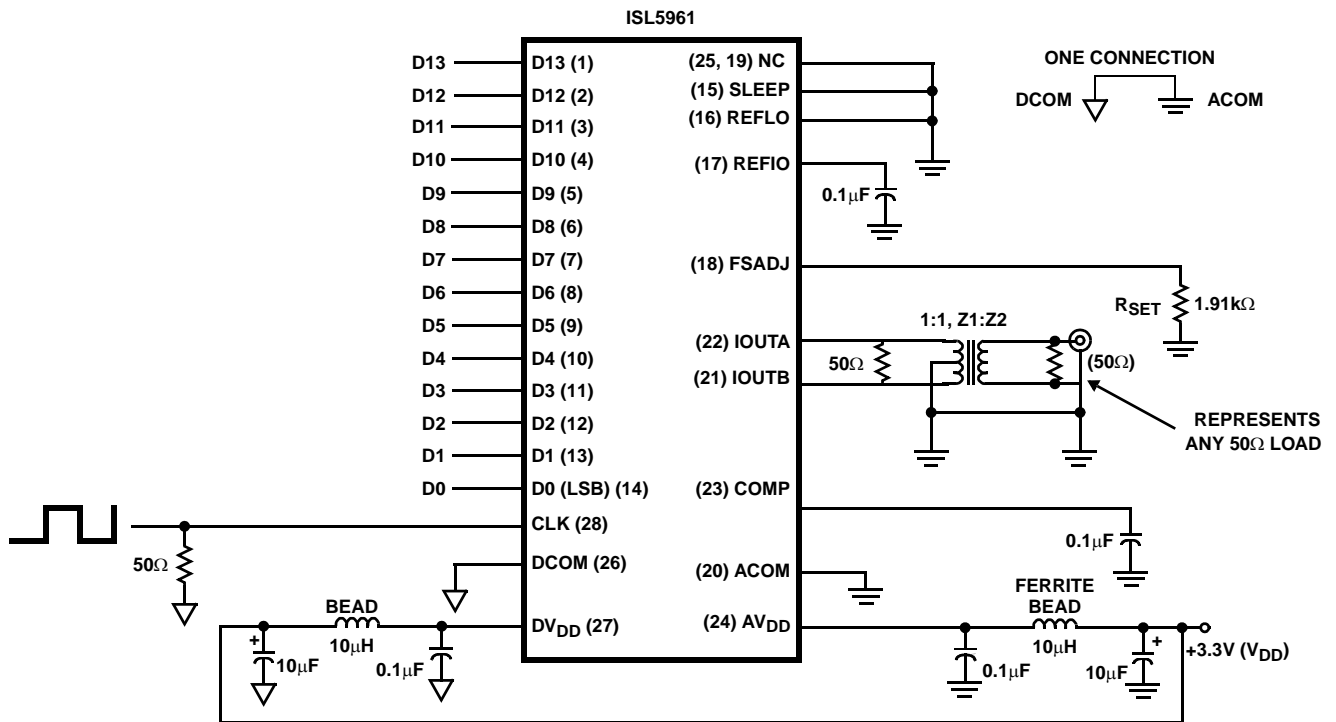 ISL5961
D13 D13 (1) (25, 19) NC ONE CONNECTION
D12 D12 (2) (15) SLEEP DCOM ACOM
D11 D11 (3) (16) REFLO
D10 D10 (4) (17) REFIO
D9 D9 (5) 0.1µF
D8 D8 (6)
D7 D7 (7) (18) FSADJ
D6 D6 (8) RSET 1.91kΩ
D5 D5 (9) 1:1, Z1:Z2
D4 D4 (10) (22) IOUTA 50Ω (50Ω)
D3 D3 (11) (21) IOUTB
D2 D2 (12) REPRESENTS
D1 D1 (13) ANY 50Ω LOAD
D0 D0 (LSB) (14) (23) COMP
CLK (28)
50Ω DCOM (26) (20) ACOM 0.1µF
BEAD FERRITE
BEAD
DVDD (27) (24) AVDD
+ 10µH 10µH + +3.3V (VDD)
10µF 0.1µF 0.1µF 10µF